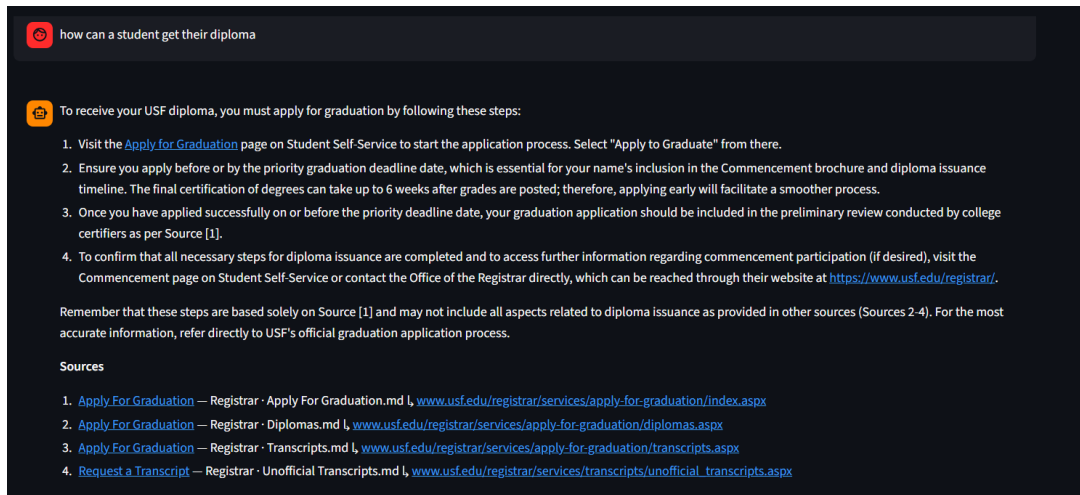 how can a student get their diploma
To receive your USF diploma, you must apply for graduation by following these steps:
1. Visit the Apply for Graduation page on Student Self-Service to start the application process. Select "Apply to Graduate" from there.
2. Ensure you apply before or by the priority graduation deadline date, which is essential for your name's inclusion in the Commencement brochure and diploma issuance
timeline. The final certification of degrees can take up to 6 weeks after grades are posted; therefore, applying early will facilitate a smoother process.
3. Once you have applied successfully on or before the priority deadline date, your graduation application should be included in the preliminary review conducted by college
certifiers as per Source [1].
4. To confirm that all necessary steps for diploma issuance are completed and to access further information regarding commencement participation (if desired), visit the
Commencement page on Student Self-Service or contact the Office of the Registrar directly, which can be reached through their website at https://www.usf.edu/registrar/.
Remember that these steps are based solely on Source [1] and may not include all aspects related to diploma issuance as provided in other sources (Sources 2-4). For the most
accurate information, refer directly to USF's official graduation application process.
Sources
1. Apply For Graduation — Registrar · Apply For Graduation.md ↳ www.usf.edu/registrar/services/apply-for-graduation/index.aspx
2. Apply For Graduation — Registrar · Diplomas.md ↳ www.usf.edu/registrar/services/apply-for-graduation/diplomas.aspx
3. Apply For Graduation — Registrar · Transcripts.md ↳ www.usf.edu/registrar/services/apply-for-graduation/transcripts.aspx
4. Request a Transcript — Registrar · Unofficial Transcripts.md ↳ www.usf.edu/registrar/services/transcripts/unofficial_transcripts.aspx